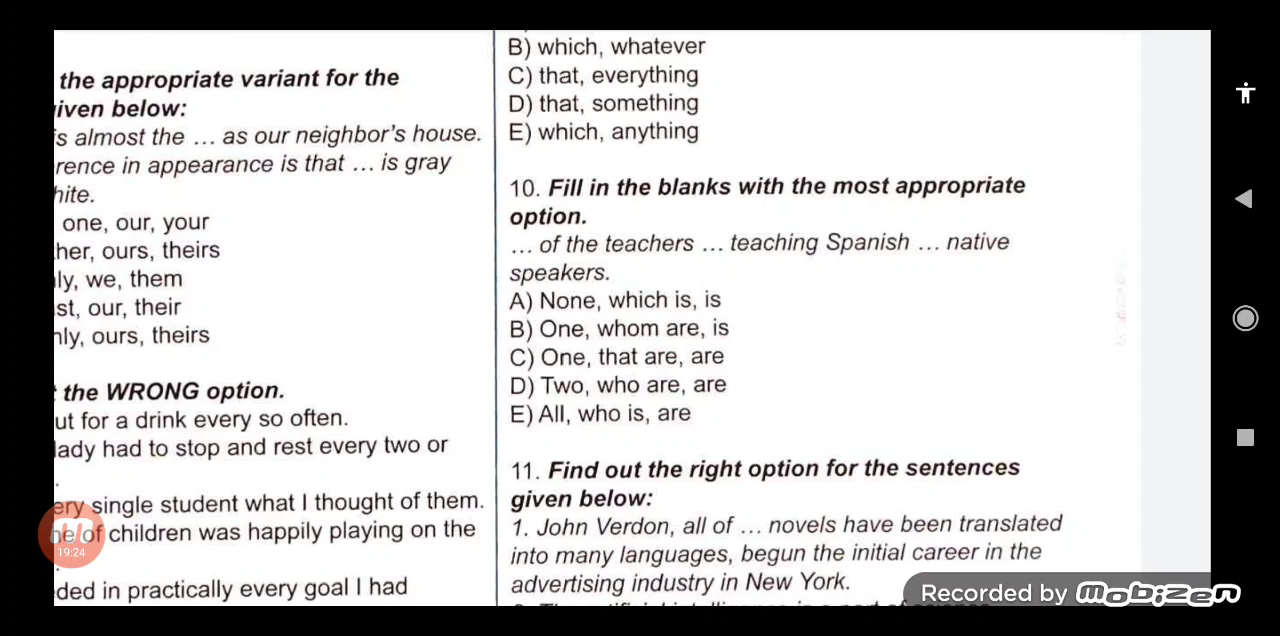 the appropriate variant for the
given below:
is almost the ... as our neighbor's house.
rence in appearance is that ... is gray
hite.
one, our, your
her, ours, theirs
ly, we, them
st, our, their
nly, ours, theirs
the WRONG option.
ut for a drink every so often.
lady had to stop and rest every two or
.
ery single student what I thought of them.
of children was happily playing on the
.
ded in practically every goal I had
B) which, whatever
C) that, everything
D) that, something
E) which, anything
10. Fill in the blanks with the most appropriate
option.
... of the teachers ... teaching Spanish ... native
speakers.
A) None, which is, is
B) One, whom are, is
C) One, that are, are
D) Two, who are, are
E) All, who is, are
11. Find out the right option for the sentences
given below:
1. John Verdon, all of ... novels have been translated
into many languages, begun the initial career in the
advertising industry in New York.
19:24
Recorded by Mobizen